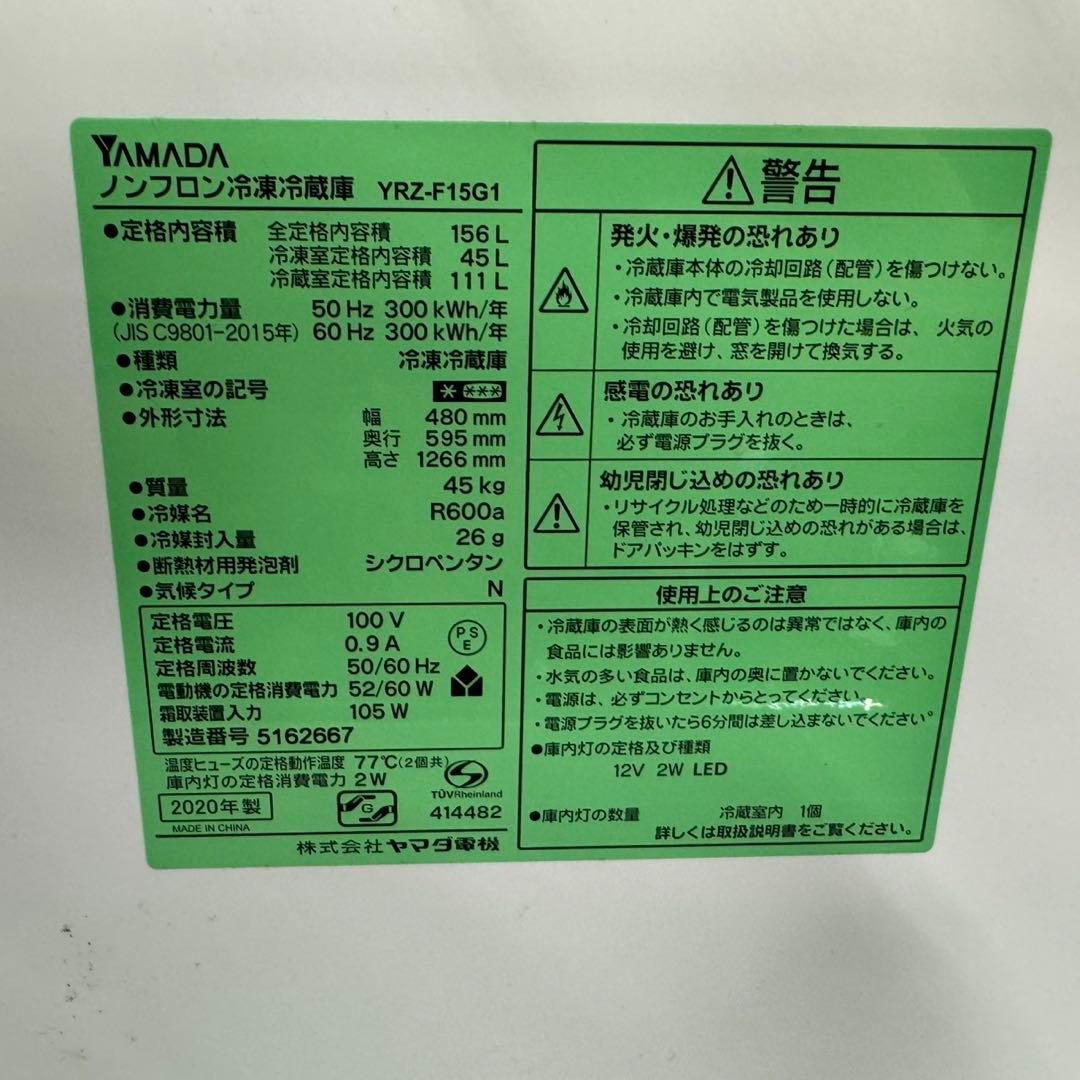 YAMADA
ノンフロン冷凍冷蔵庫 YRZ-F15G1
●定格内容積 全定格内容積 156 L
冷凍室定格内容積 45 L
冷蔵室定格内容積 111 L
●消費電力量 50 Hz 300 kWh/年
(JIS C9801-2015年) 60 Hz 300 kWh/年
●種類 冷凍冷蔵庫
●冷凍室の記号 * ***
●外形寸法 幅 480 mm
奥行 595 mm
高さ 1266 mm
●質量 45 kg
●冷媒名 R600a
●冷媒封入量 26 g
●断熱材用発泡剤 シクロペンタン
●気候タイプ N
定格電圧 100 V
定格電流 0.9 A
定格周波数 50/60 Hz
電動機の定格消費電力 52/60 W
霜取装置入力 105 W
製造番号 5162667
PSE
温度ヒューズの定格動作温度 77℃(2個共)
庫内灯の定格消費電力 2 W
TÜVRheinland
2020年製
G
414482
MADE IN CHINA
株式会社 ヤマダ電機
警告
発火・爆発の恐れあり
・冷蔵庫本体の冷却回路(配管)を傷つけない。
・冷蔵庫内で電気製品を使用しない。
・冷却回路(配管)を傷つけた場合は、火気の
使用を避け、窓を開けて換気する。
感電の恐れあり
・冷蔵庫のお手入れのときは、
必ず電源プラグを抜く。
幼児閉じ込めの恐れあり
・リサイクル処理などのため一時的に冷蔵庫を
保管され、幼児閉じ込めの恐れがある場合は、
ドアパッキンをはずす。
使用上のご注意
・冷蔵庫の表面が熱く感じるのは異常ではなく、庫内の
食品には影響ありません。
・水気の多い食品は、庫内の奥に置かないでください。
・電源は、必ずコンセントからとってください。
・電源プラグを抜いたら6分間は差し込まないでください。
●庫内灯の定格及び種類
12V 2W LED
●庫内灯の数量 冷蔵室内 1個
詳しくは取扱説明書をご覧ください。